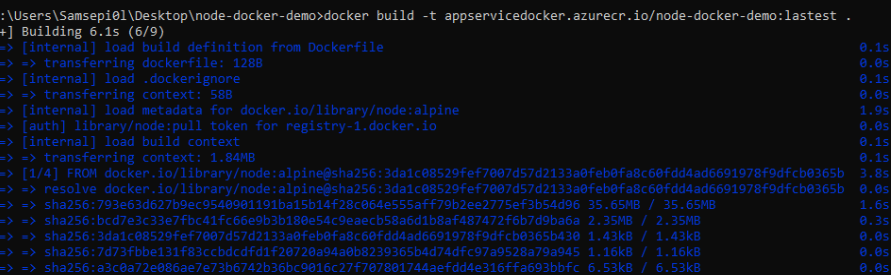 :\Users\Samsepi0l\Desktop\node-docker-demo>docker build -t appservicedocker.azurecr.io/node-docker-demo:lastest .
+] Building 6.1s (6/9)
=> [internal] load build definition from Dockerfile 0.1s
=> => transferring dockerfile: 128B 0.0s
=> [internal] load .dockerignore 0.1s
=> => transferring context: 58B 0.0s
=> [internal] load metadata for docker.io/library/node:alpine 1.9s
=> [auth] library/node:pull token for registry-1.docker.io 0.0s
=> [internal] load build context 0.1s
=> => transferring context: 1.84MB 0.0s
=> [1/4] FROM docker.io/library/node:alpine@sha256:3da1c08529fef7007d57d2133a0feb0fa8c60fdd4ad6691978f9dfcb0365b 3.8s
=> => resolve docker.io/library/node:alpine@sha256:3da1c08529fef7007d57d2133a0feb0fa8c60fdd4ad6691978f9dfcb0365b 0.0s
=> => sha256:793e63d627b9ec9540901191ba15b14f28c064e555aff79b2ee2775ef3b54d96 35.65MB / 35.65MB 1.6s
=> => sha256:bcd7e3c33e7fbc41fc66e9b3b180e54c9eaecb58a6d1b8af487472f6b7d9ba6a 2.35MB / 2.35MB 0.3s
=> => sha256:3da1c08529fef7007d57d2133a0feb0fa8c60fdd4ad6691978f9dfcb0365b430 1.43kB / 1.43kB 0.0s
=> => sha256:7d73fbbe131f83ccbdcdfd1f20720a94a0b8239365b4d74dfc97a9528a79a945 1.16kB / 1.16kB 0.0s
=> => sha256:a3c0a72e086ae7e73b6742b36bc9016c27f707801744aefdd4e316ffa693bbfc 6.53kB / 6.53kB 0.0s